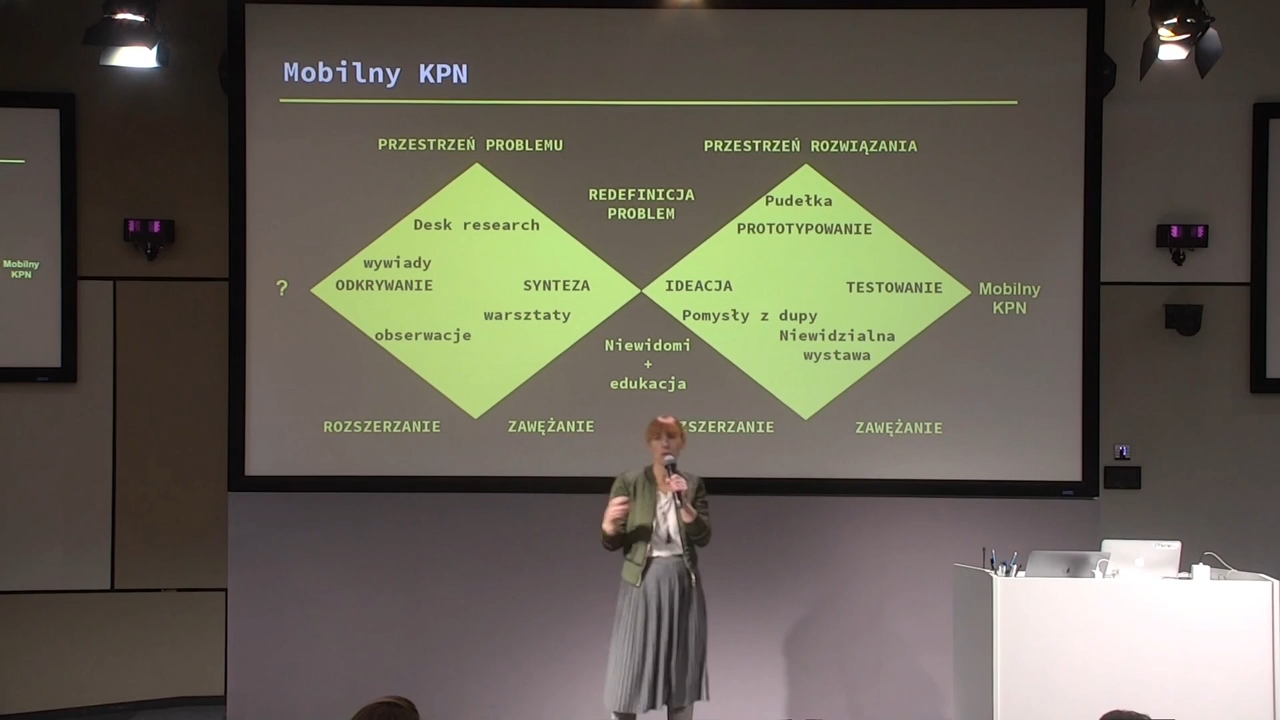 Mobilny KPN
PRZESTRZEŃ PROBLEMU
PRZESTRZEŃ ROZWIĄZANIA
REDEFINICJA
PROBLEM
Desk research
wywiady
ODKRYWANIE
SYNTEZA
warsztaty
obserwacje
?
Pudełka
PROTOTYPOWANIE
IDEACJA
TESTOWANIE
Pomysły z dupy
Niewidzialna
wystawa
Mobilny
KPN
Niewidomi
+
edukacja
ROZSZERZANIE
ZAWĘŻANIE
ZSZERZANIE
ZAWĘŻANIE
Mobilny
KPN